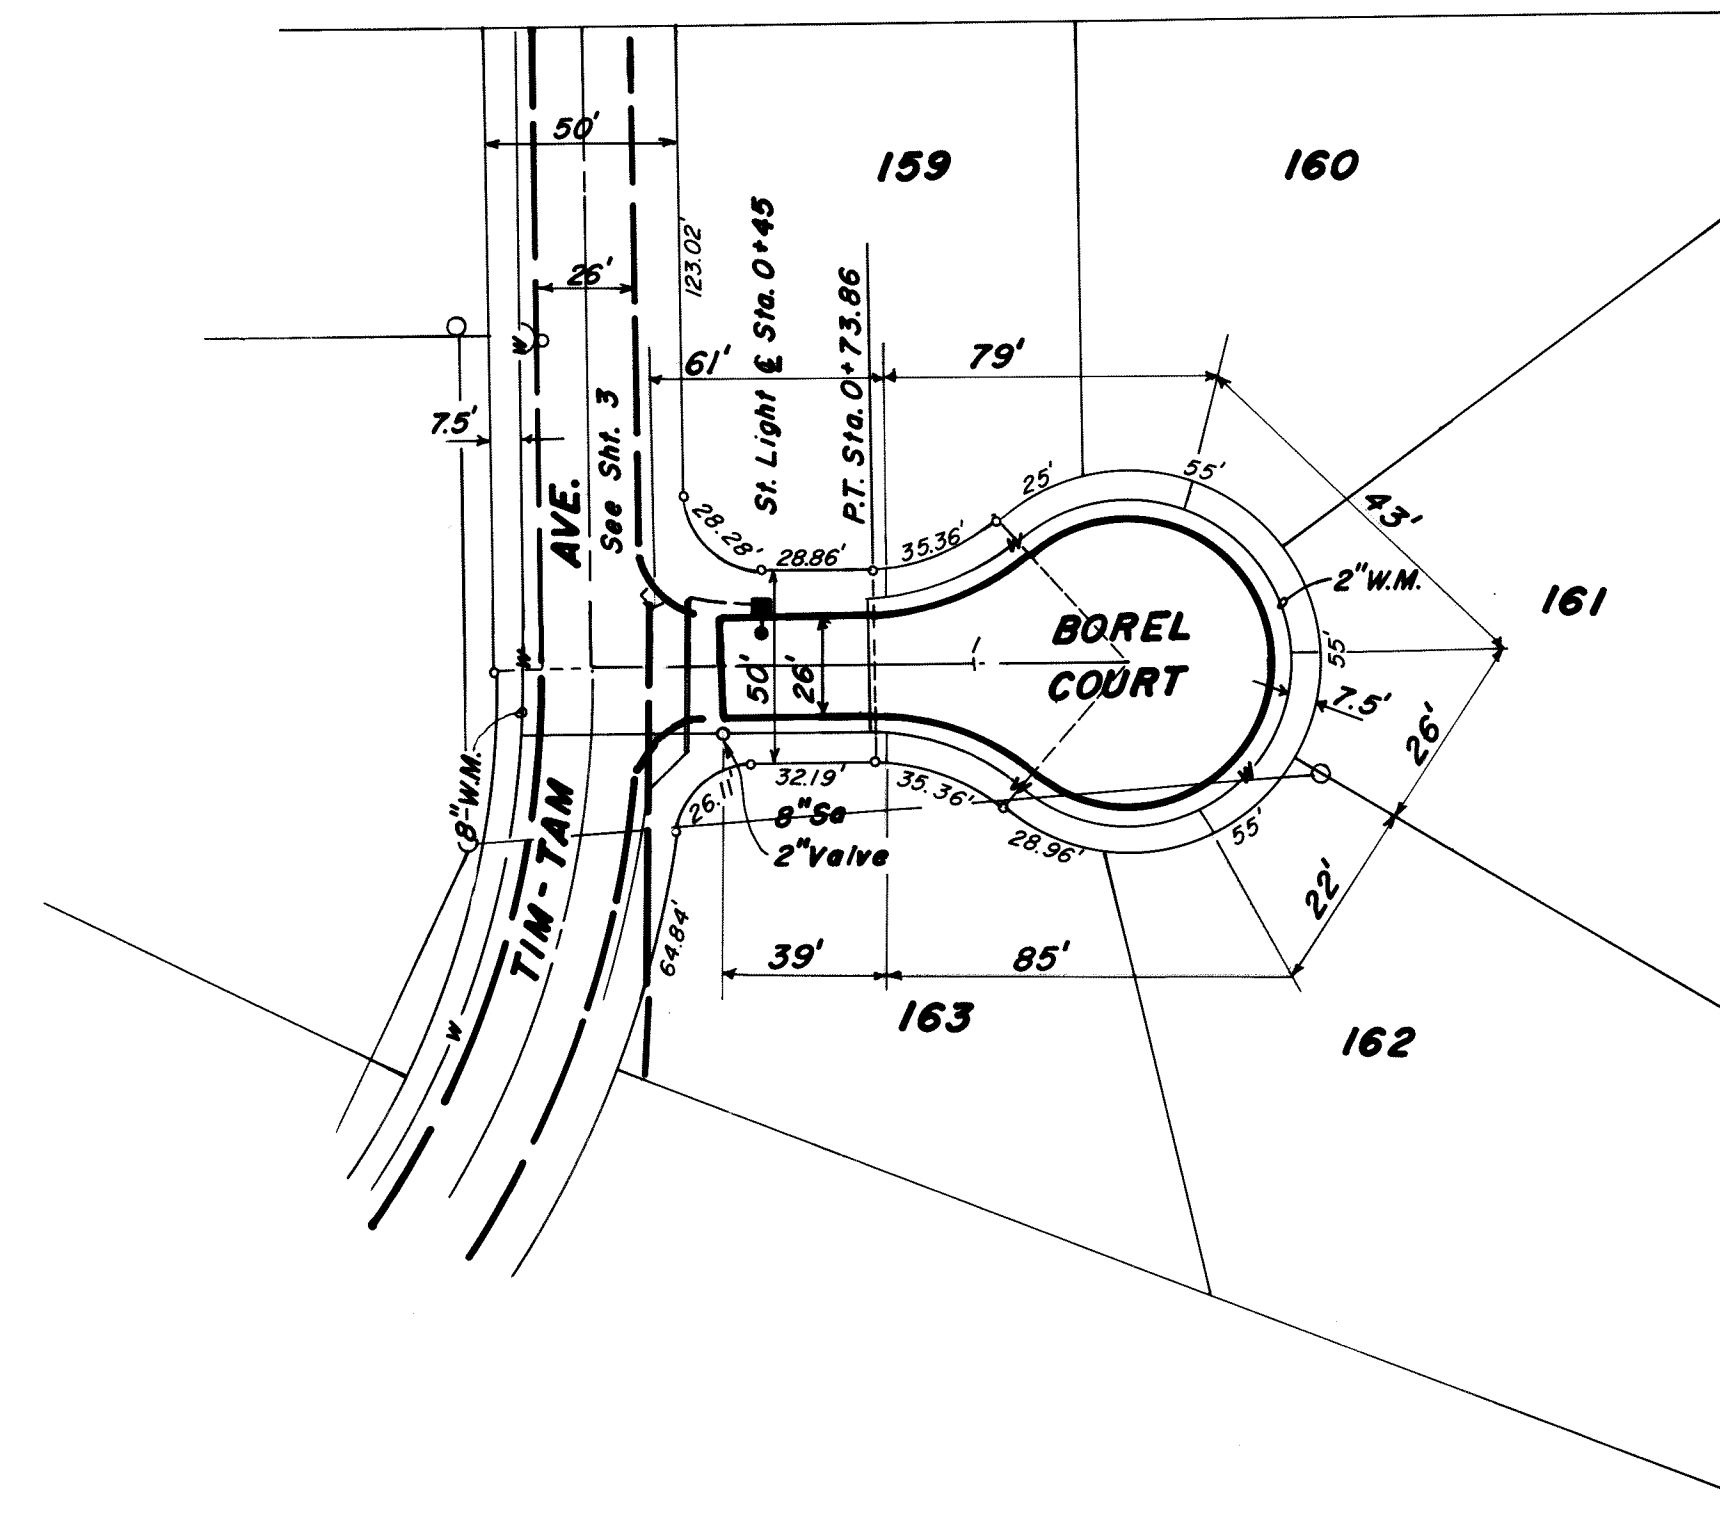 50'
159
160
123.02'
St. Light ℄ Sta. 0+45
26'
P.T. Sta. 0+73.86
W
61'
79'
7.5'
See Sht. 3
AVE.
28.28'
28.86'
35.36'
25'
55'
43'
2"W.M.
161
W
BOREL
COURT
50'
26'
W
55'
7.5'
26'
8"-W.M.
26.11'
32.19'
35.36'
W
W
8"Sa
2"Valve
28.96'
55'
22'
TIM-TAM
64.84'
39'
85'
163
162
W